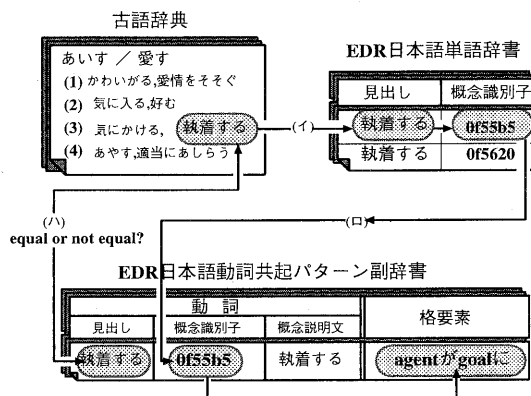 古語辞典
あいす ／ 愛す
(1) かわいがる,愛情をそそぐ
(2) 気に入る,好む
(3) 気にかける, 執着する
(4) あやす,適当にあしらう
(イ)
EDR日本語単語辞書
見出し 概念識別子
執着する 0f55b5
執着する 0f5620
(ロ)
(ハ)
equal or not equal?
EDR日本語動詞共起パターン副辞書
動 詞 格要素
見出し 概念識別子 概念説明文
執着する 0f55b5 執着する agentがgoalに